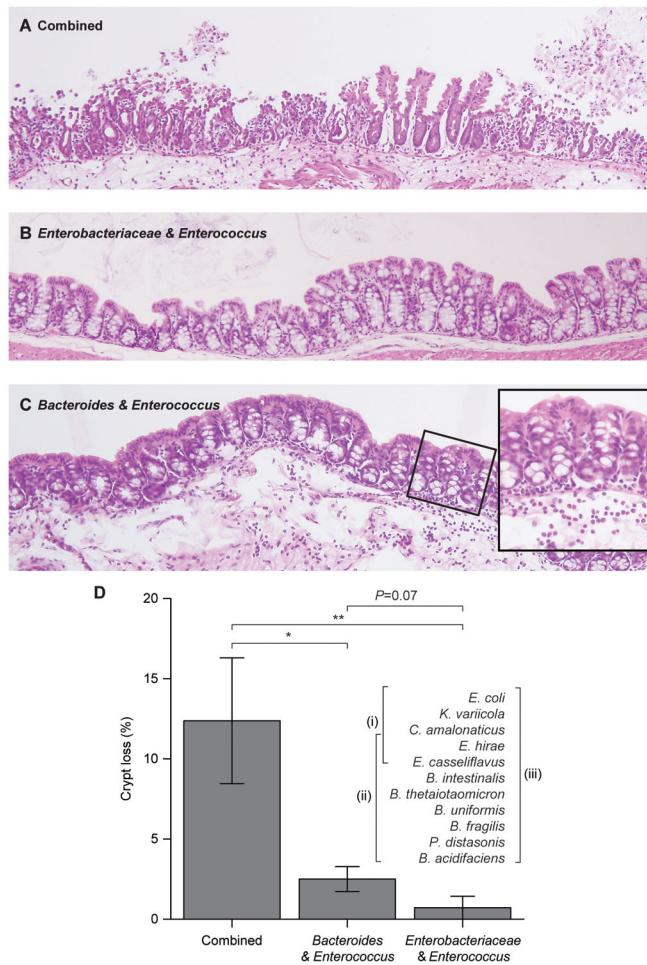 A Combined
B Enterobacteriaceae & Enterococcus
C Bacteroides & Enterococcus
D
P=0.07
**
*
20
15
10
5
0
Crypt loss (%)
(i)
(ii)
(iii)
E. coli
K. variicola
C. amalonaticus
E. hirae
E. casseliflavus
B. intestinalis
B. thetaiotaomicron
B. uniformis
B. fragilis
P. distasonis
B. acidifaciens
Combined
Bacteroides
& Enterococcus
Enterobacteriaceae
& Enterococcus